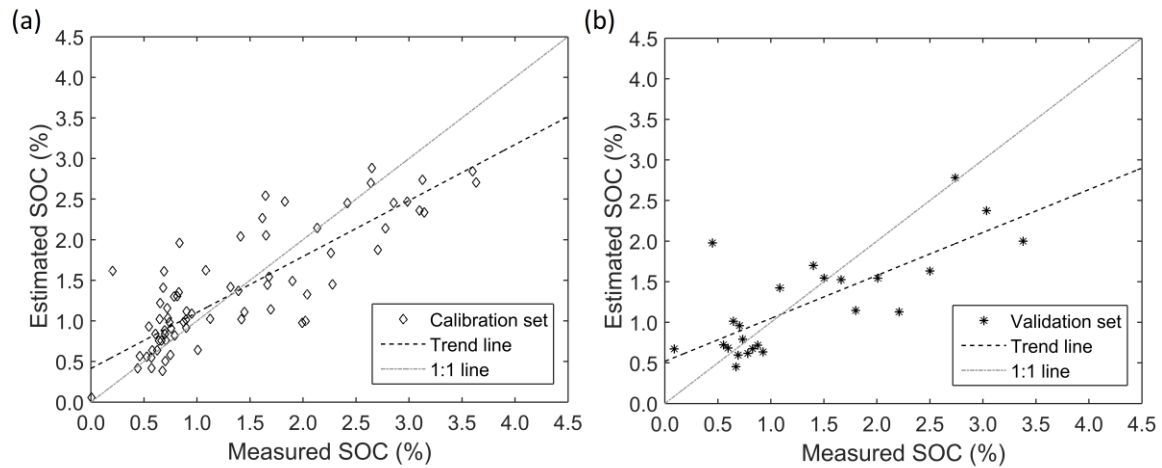 (a)
4.5
4.0
3.5
3.0
2.5
2.0
1.5
1.0
0.5
0.0
Estimated SOC (%)
Calibration set
Trend line
1:1 line
0.0 0.5 1.0 1.5 2.0 2.5 3.0 3.5 4.0 4.5
Measured SOC (%)
(b)
4.5
4.0
3.5
3.0
2.5
2.0
1.5
1.0
0.5
0.0
Estimated SOC (%)
Validation set
Trend line
1:1 line
0.0 0.5 1.0 1.5 2.0 2.5 3.0 3.5 4.0 4.5
Measured SOC (%)